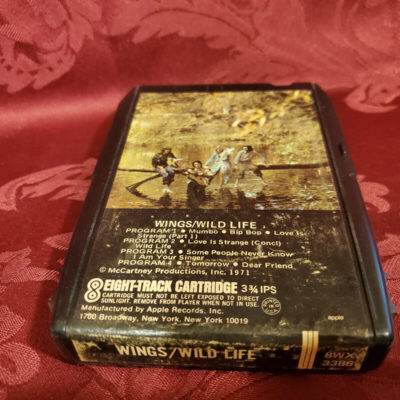 WINGS/WILD LIFE
PROGRAM 1 • Mumbo • Bip Bop • Love Is
Strange (Part 1)
PROGRAM 2 • Love Is Strange (Concl)
Wild Life
PROGRAM 3 • Some People Never Know
I Am Your Singer
PROGRAM 4 • Tomorrow • Dear Friend
© McCartney Productions, Inc. 1971
8 EIGHT-TRACK CARTRIDGE 3¾ IPS
CARTRIDGE MUST NOT BE LEFT EXPOSED TO DIRECT
SUNLIGHT. REMOVE FROM PLAYER WHEN NOT IN USE.
Manufactured by Apple Records, Inc.
1700 Broadway, New York, New York 10019
apple
WINGS/WILD LIFE
8WX
3386